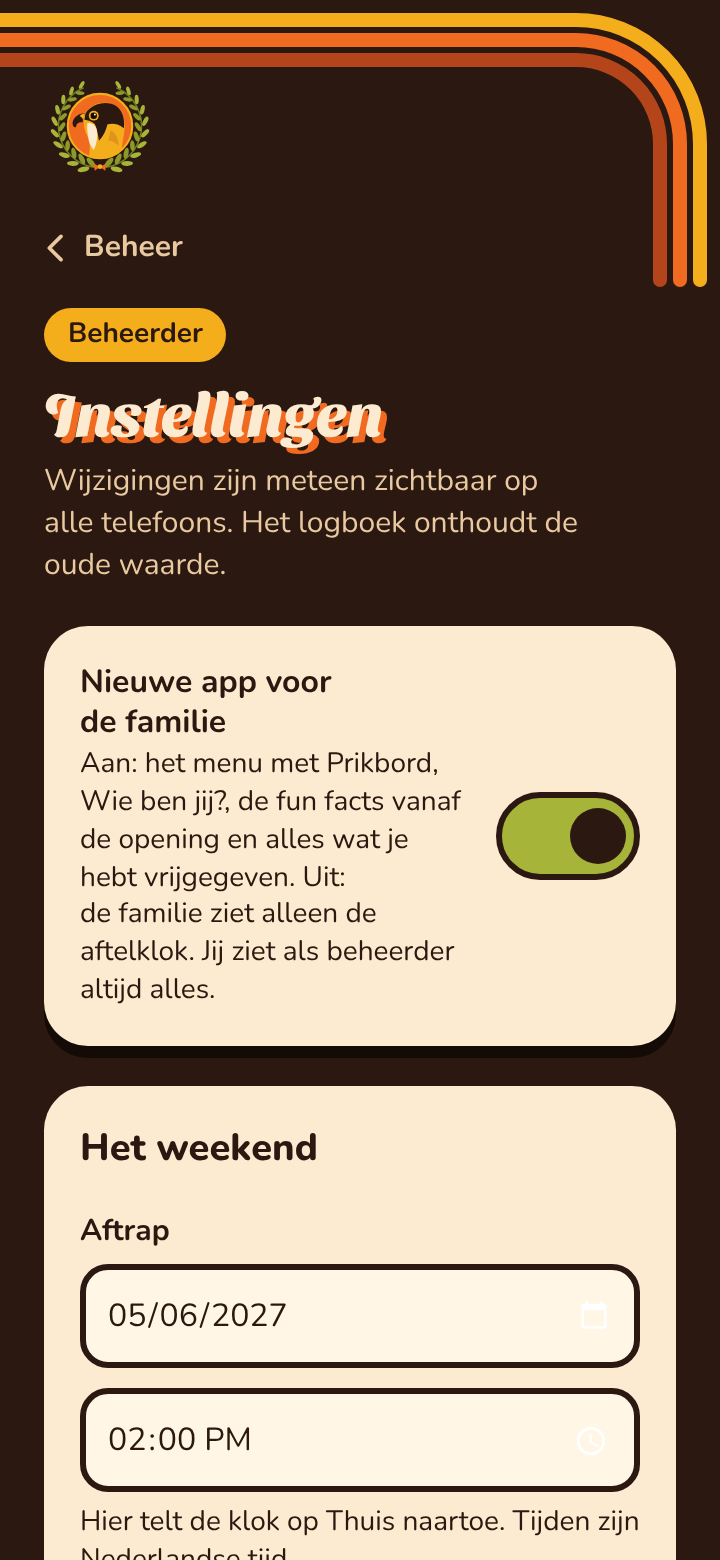 Beheer
Beheerder
Instellingen
Wijzigingen zijn meteen zichtbaar op
alle telefoons. Het logboek onthoudt de
oude waarde.
Nieuwe app voor
de familie
Aan: het menu met Prikbord,
Wie ben jij?, de fun facts vanaf
de opening en alles wat je
hebt vrijgegeven. Uit:
de familie ziet alleen de
aftelklok. Jij ziet als beheerder
altijd alles.
Het weekend
Aftrap
05/06/2027
02:00 PM
Hier telt de klok op Thuis naartoe. Tijden zijn
Nederlandse tijd